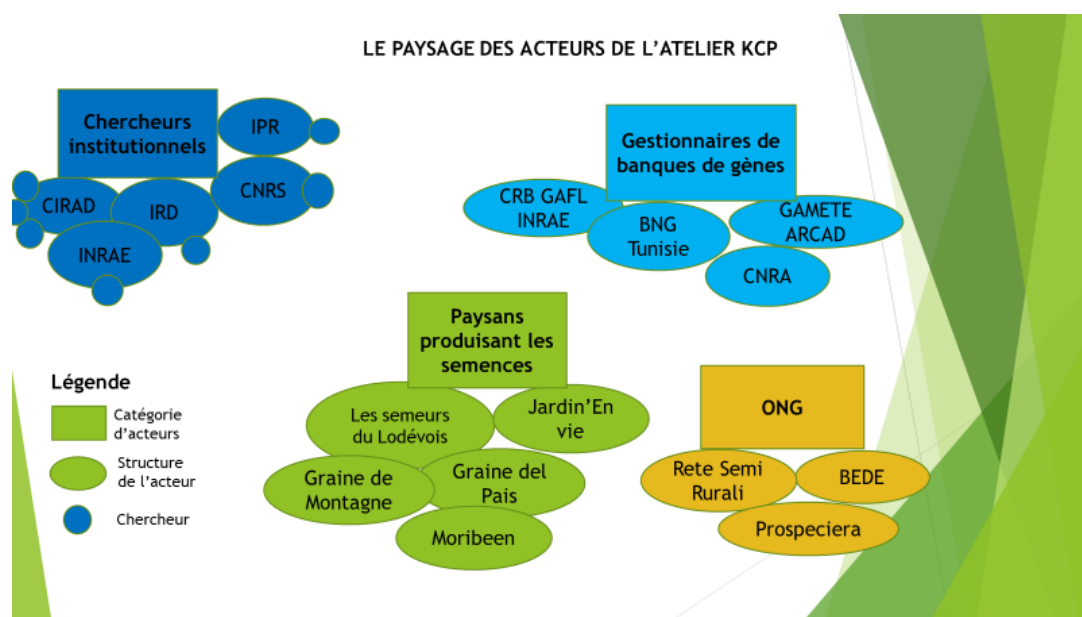 LE PAYSAGE DES ACTEURS DE L'ATELIER KCP
Chercheurs
institutionnels
IPR
CNRS
CIRAD
IRD
INRAE
Gestionnaires de
banques de gènes
CRB GAFL
INRAE
BNG
Tunisie
GAMETE
ARCAD
CNRA
Paysans
produisant les
semences
Les semeurs
du Lodévois
Jardin'En
vie
Graine de
Montagne
Graine del
Pais
Moribeen
ONG
Rete Semi
Rurali
BEDE
Prospeciera
Légende
Catégorie
d'acteurs
Structure
de l'acteur
Chercheur